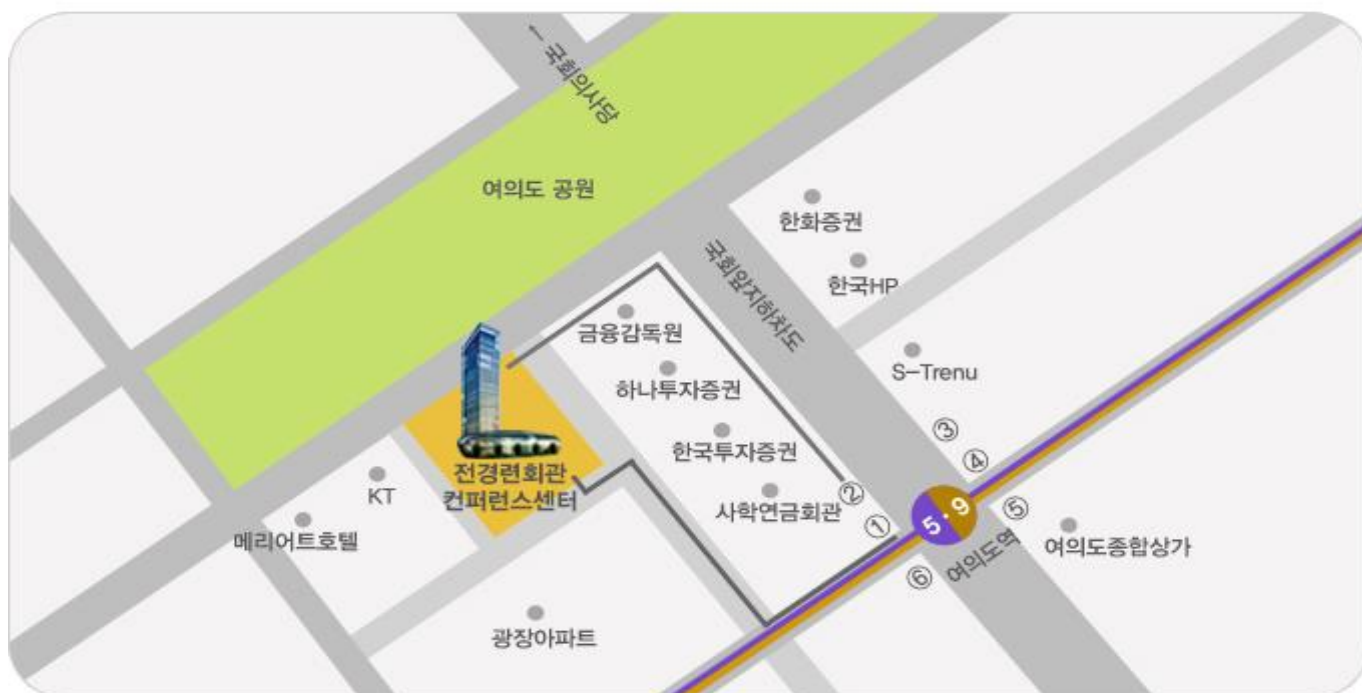 ← 국회의사당
여의도 공원
한화증권
국회앞지하차도
한국HP
금융감독원
하나투자증권
S-Trenu
한국투자증권
③
④
전경련회관
컨퍼런스센터
KT
②
사학연금회관
①
5·9
⑤
메리어트호텔
여의도역
여의도종합상가
⑥
광장아파트